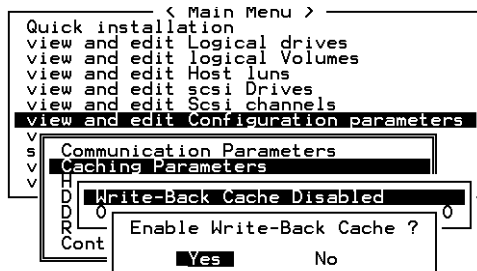 < Main Menu >
Quick installation
view and edit Logical drives
view and edit logical Volumes
view and edit Host luns
view and edit scsi Drives
view and edit Scsi channels
view and edit Configuration parameters
v
s
v
v
Communication Parameters
Caching Parameters
H
D
D
R
Cont
Write-Back Cache Disabled
O
O
Enable Write-Back Cache ?
Yes No